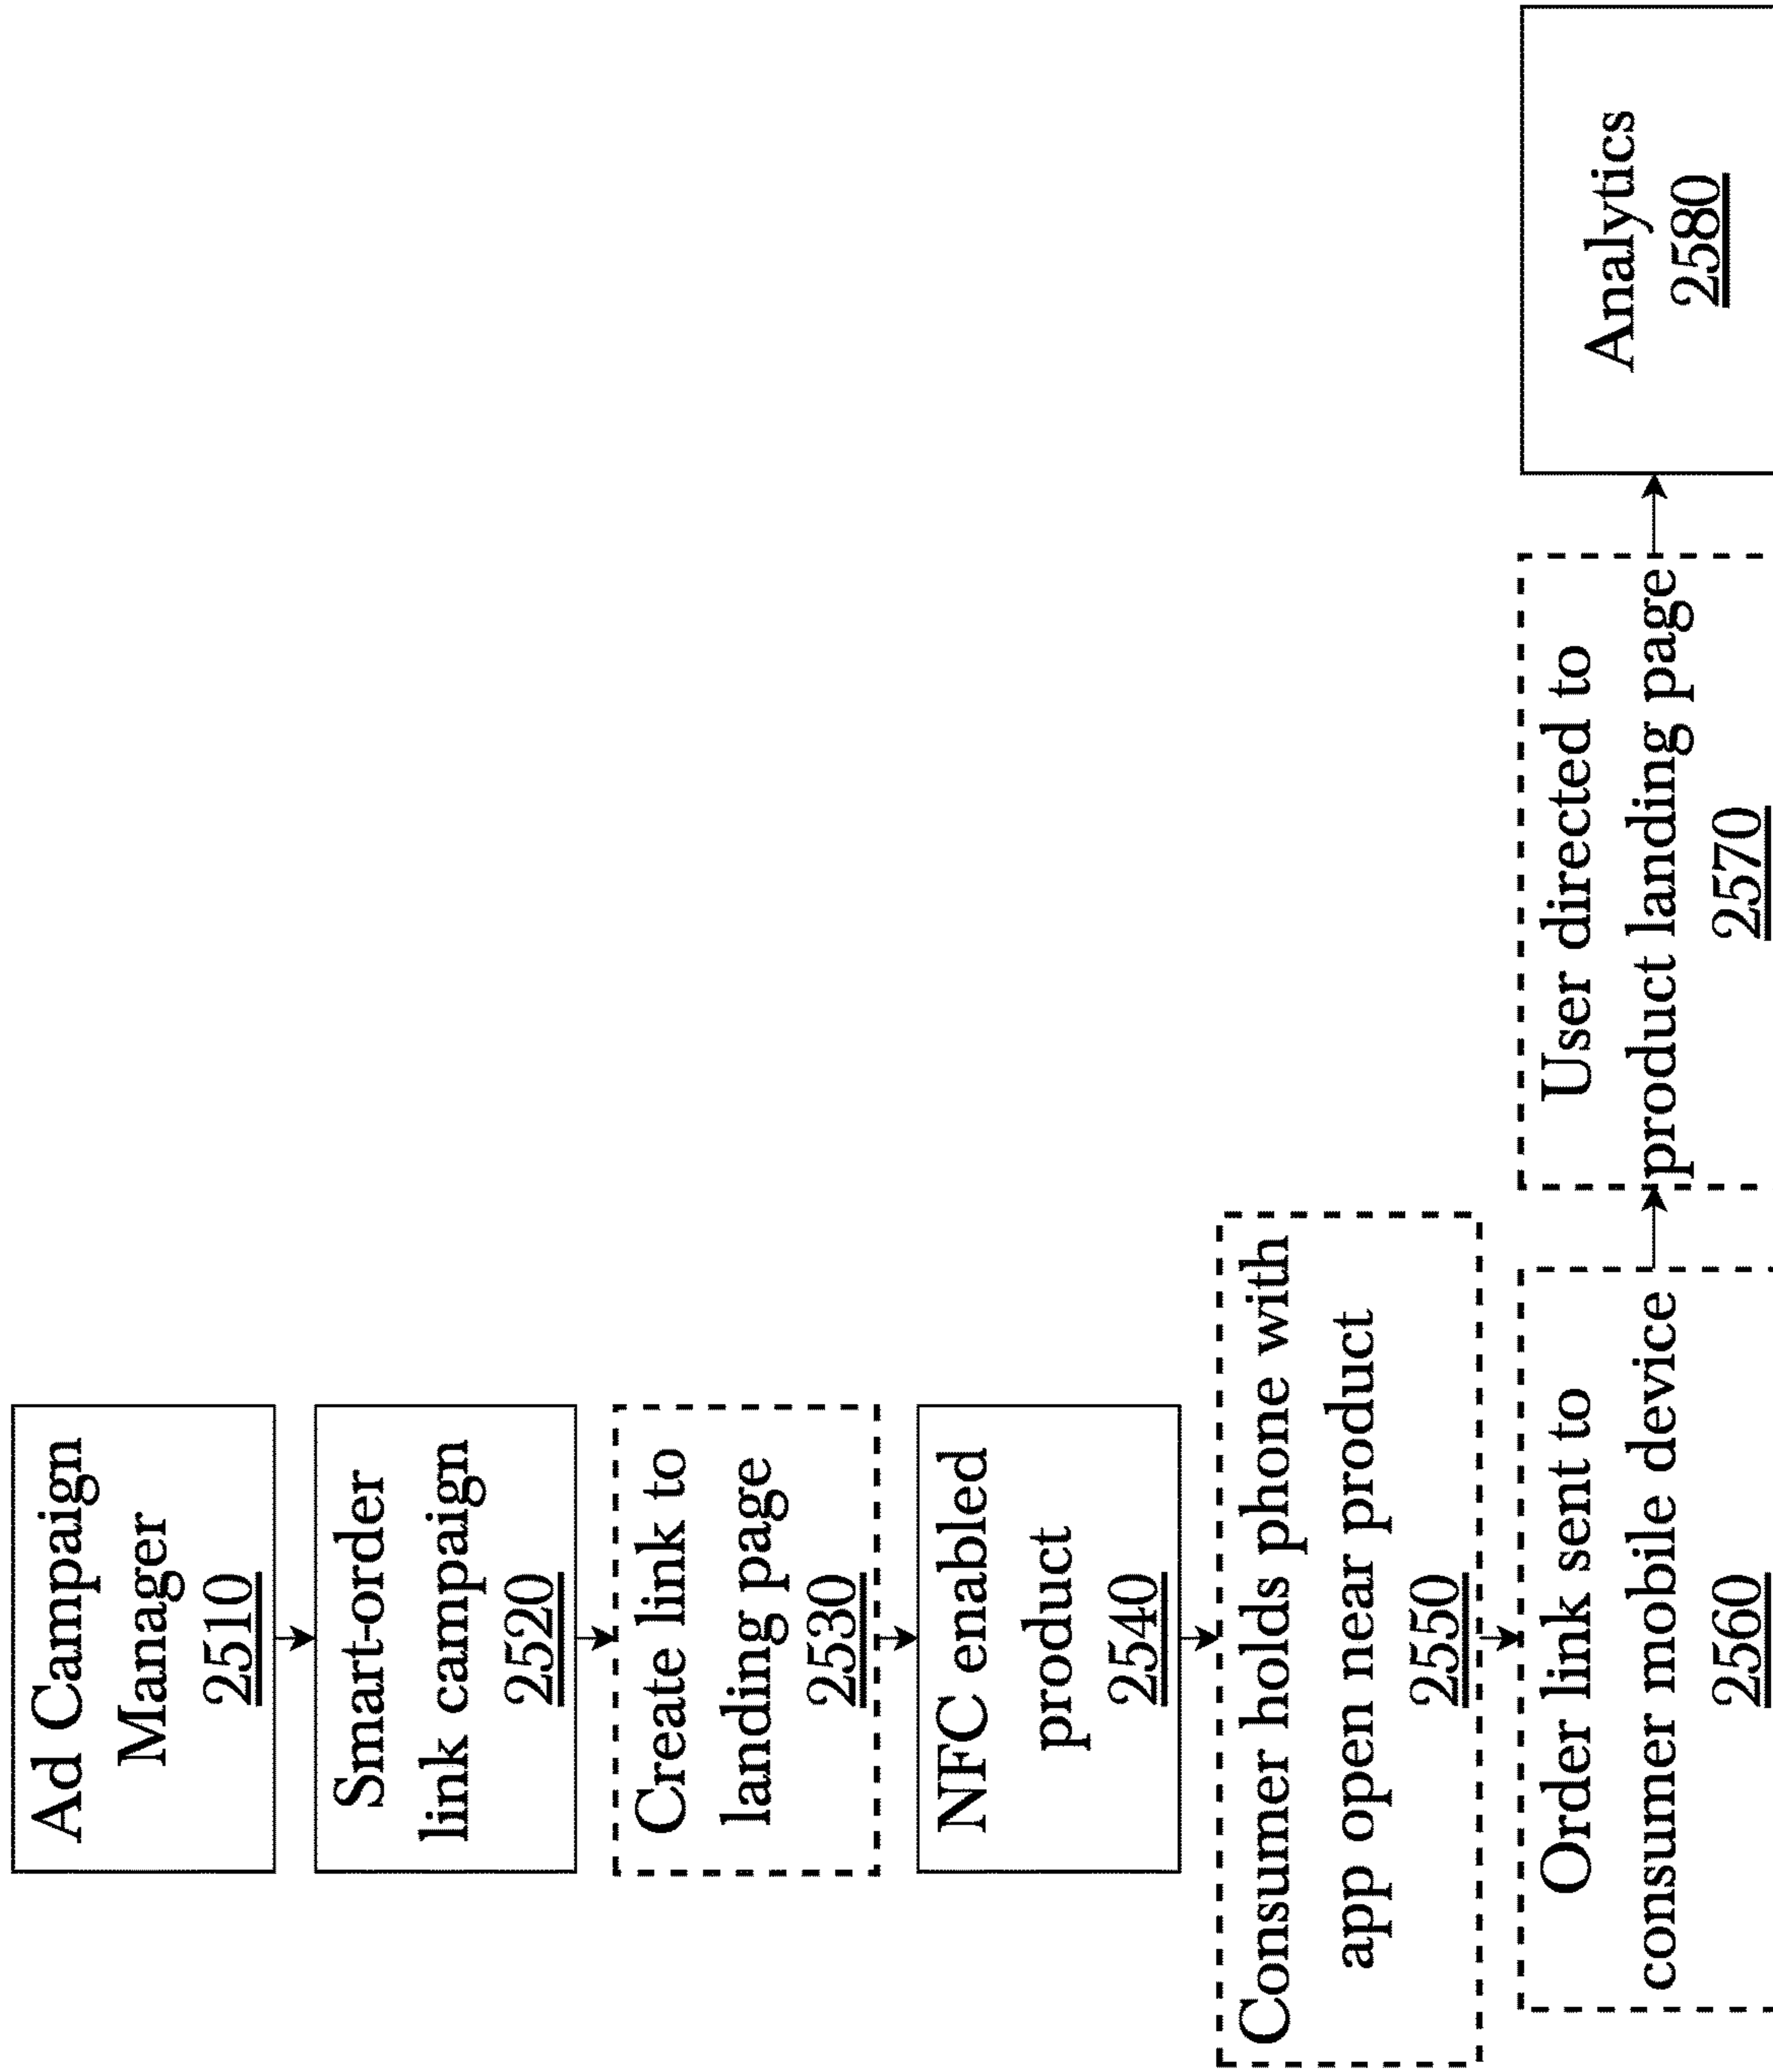 Ad Campaign
Manager
2510
Smart-order
link campaign
2520
Create link to
landing page
2530
NFC enabled
product
2540
Consumer holds phone with
app open near product
2550
Order link sent to
consumer mobile device
2560
User directed to
product landing page
2570
Analytics
2580